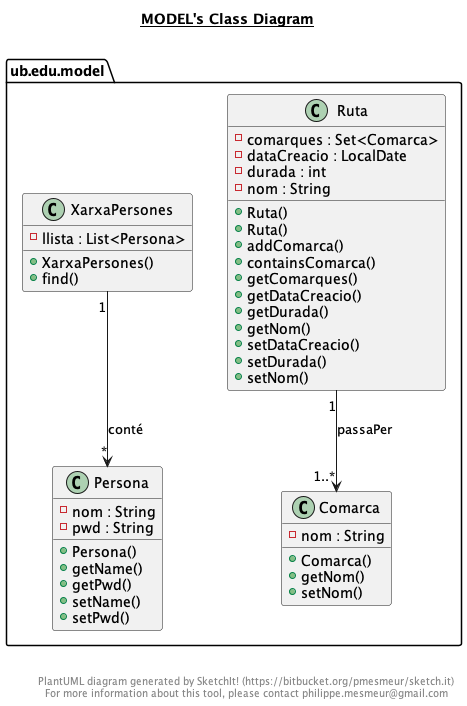 MODEL's Class Diagram
ub.edu.model
C Ruta
comarques : Set<Comarca>
dataCreacio : LocalDate
durada : int
nom : String
Ruta()
Ruta()
addComarca()
containsComarca()
getComarques()
getDataCreacio()
getDurada()
getNom()
setDataCreacio()
setDurada()
setNom()
C XarxaPersones
llista : List<Persona>
XarxaPersones()
find()
1
conté
*
1
passaPer
1..*
C Persona
nom : String
pwd : String
Persona()
getName()
getPwd()
setName()
setPwd()
C Comarca
nom : String
Comarca()
getNom()
setNom()
PlantUML diagram generated by SketchIt! (https://bitbucket.org/pmesmeur/sketch.it)
For more information about this tool, please contact philippe.mesmeur@gmail.com